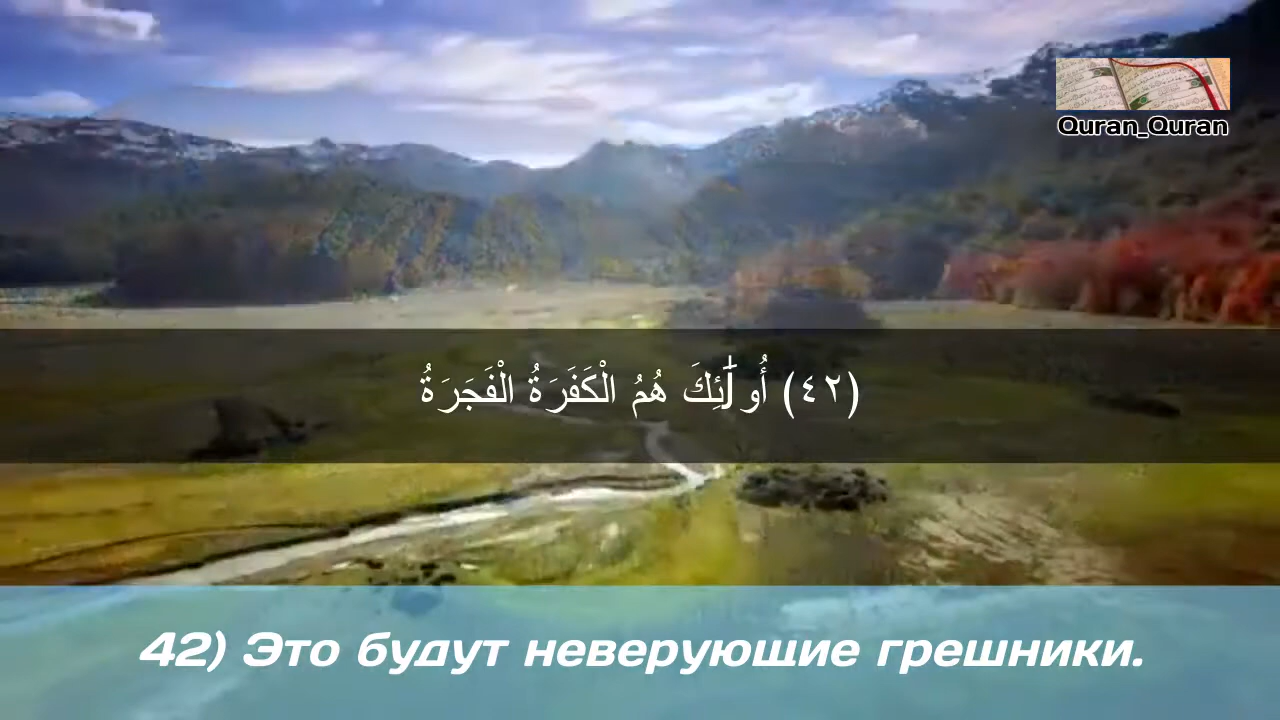 Quran_Quran
(٤٢) أُولَٰئِكَ هُمُ الْكَفَرَةُ الْفَجَرَةُ
42) Это будут неверующие грешники.